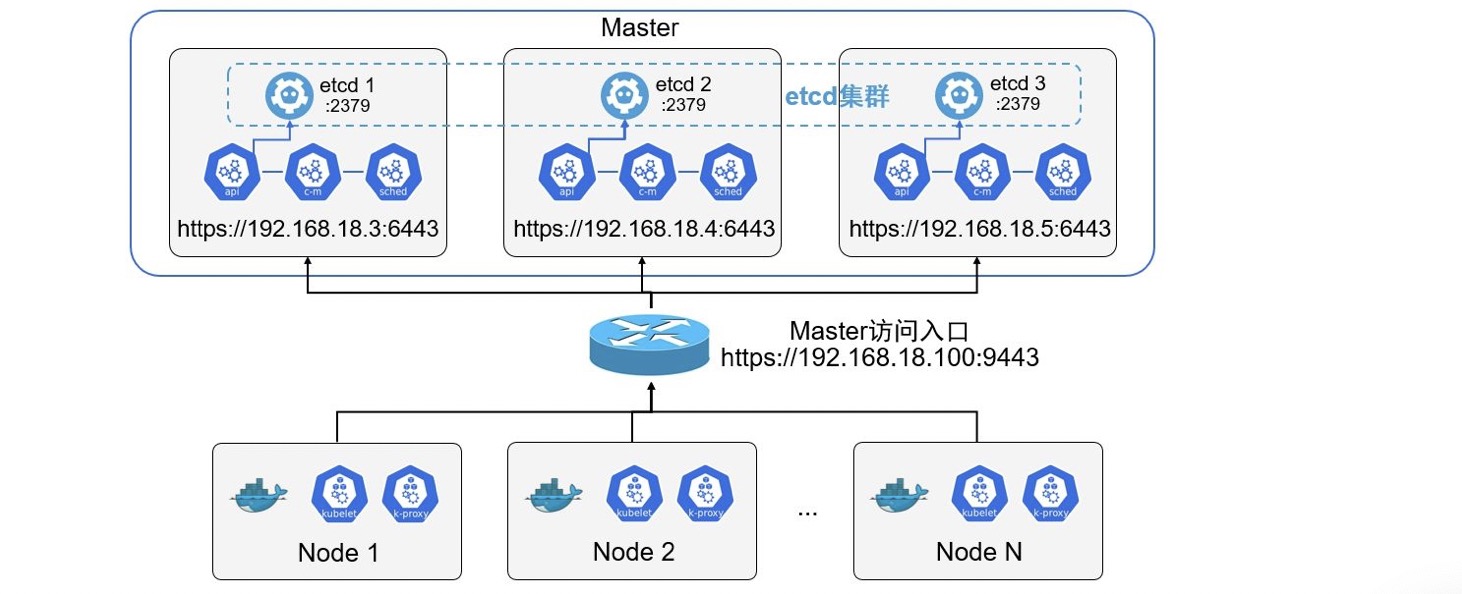 Master
etcd 1
:2379
etcd 2
:2379
etcd集群
etcd 3
:2379
api
c-m
sched
api
c-m
sched
api
c-m
sched
https://192.168.18.3:6443
https://192.168.18.4:6443
https://192.168.18.5:6443
Master访问入口
https://192.168.18.100:9443
kubelet
k-proxy
kubelet
k-proxy
...
kubelet
k-proxy
Node 1
Node 2
Node N